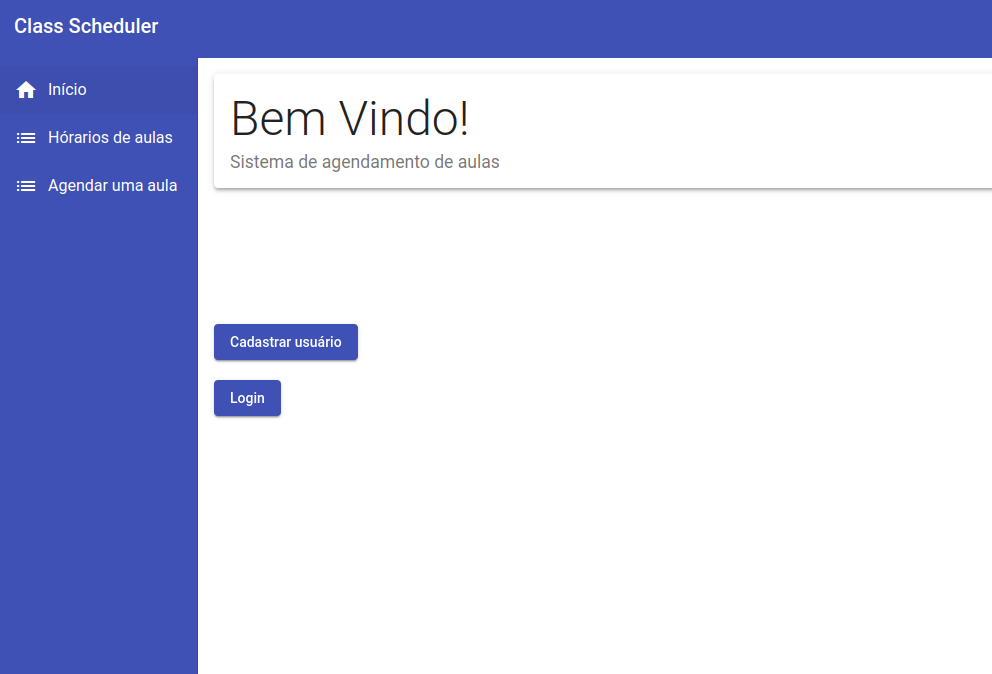 Class Scheduler
Início
Hórarios de aulas
Agendar uma aula
Bem Vindo!
Sistema de agendamento de aulas
Cadastrar usuário
Login